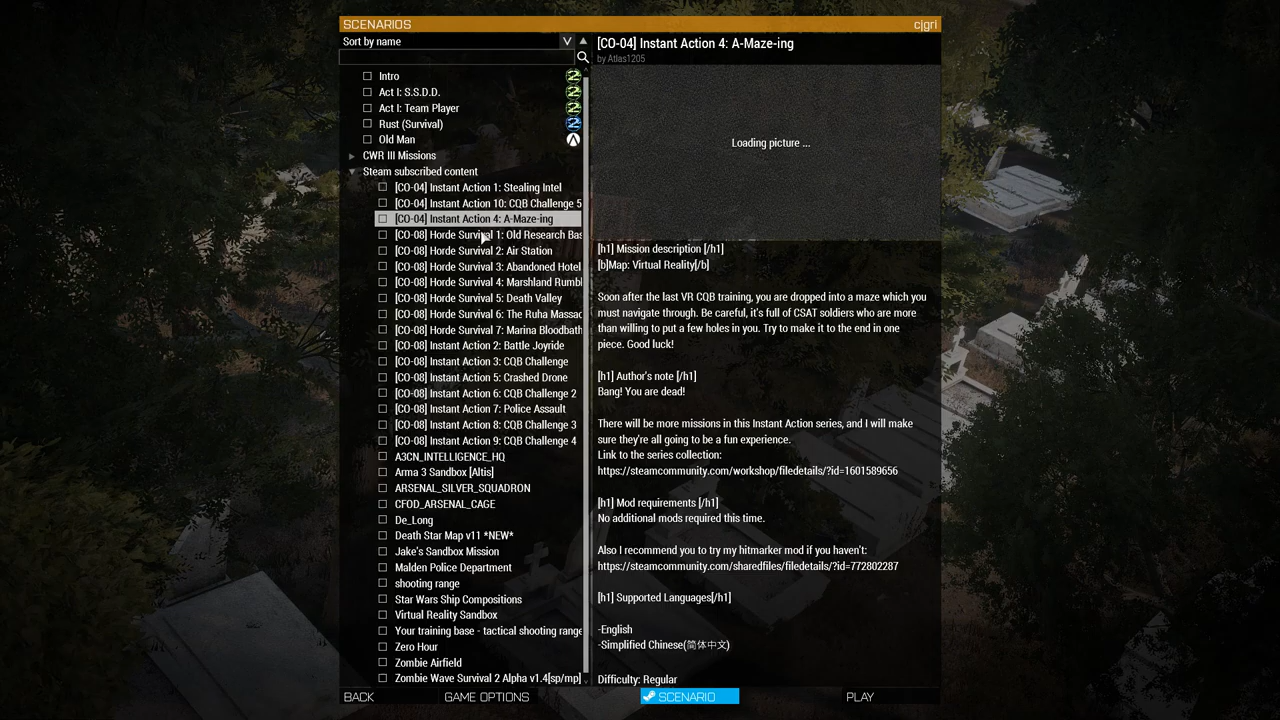 SCENARIOS
cjgri
Sort by name
Intro
Act I: S.S.D.D.
Act I: Team Player
Rust (Survival)
Old Man
CWR III Missions
Steam subscribed content
[CO-04] Instant Action 1: Stealing Intel
[CO-04] Instant Action 10: CQB Challenge 5
[CO-04] Instant Action 4: A-Maze-ing
[CO-08] Horde Survival 1: Old Research Bas
[CO-08] Horde Survival 2: Air Station
[CO-08] Horde Survival 3: Abandoned Hotel
[CO-08] Horde Survival 4: Marshland Rumbl
[CO-08] Horde Survival 5: Death Valley
[CO-08] Horde Survival 6: The Ruha Massac
[CO-08] Horde Survival 7: Marina Bloodbath
[CO-08] Instant Action 2: Battle Joyride
[CO-08] Instant Action 3: CQB Challenge
[CO-08] Instant Action 5: Crashed Drone
[CO-08] Instant Action 6: CQB Challenge 2
[CO-08] Instant Action 7: Police Assault
[CO-08] Instant Action 8: CQB Challenge 3
[CO-08] Instant Action 9: CQB Challenge 4
A3CN_INTELLIGENCE_HQ
Arma 3 Sandbox [Altis]
ARSENAL_SILVER_SQUADRON
CFOD_ARSENAL_CAGE
De_Long
Death Star Map v11 *NEW*
Jake's Sandbox Mission
Malden Police Department
shooting range
Star Wars Ship Compositions
Virtual Reality Sandbox
Your training base - tactical shooting range
Zero Hour
Zombie Airfield
Zombie Wave Survival 2 Alpha v1.4[sp/mp]
[CO-04] Instant Action 4: A-Maze-ing
by Atlas1205
Loading picture ...
[h1] Mission description [/h1]
[b]Map: Virtual Reality[/b]
Soon after the last VR CQB training, you are dropped into a maze which you
must navigate through. Be careful, it's full of CSAT soldiers who are more
than willing to put a few holes in you. Try to make it to the end in one
piece. Good luck!
[h1] Author's note [/h1]
Bang! You are dead!
There will be more missions in this Instant Action series, and I will make
sure they're all going to be a fun experience.
Link to the series collection:
https://steamcommunity.com/workshop/filedetails/?id=1601589656
[h1] Mod requirements [/h1]
No additional mods required this time.
Also I recommend you to try my hitmarker mod if you haven't:
https://steamcommunity.com/sharedfiles/filedetails/?id=772802287
[h1] Supported Languages[/h1]
-English
-Simplified Chinese(简体中文)
Difficulty: Regular
BACK
GAME OPTIONS
SCENARIO
PLAY